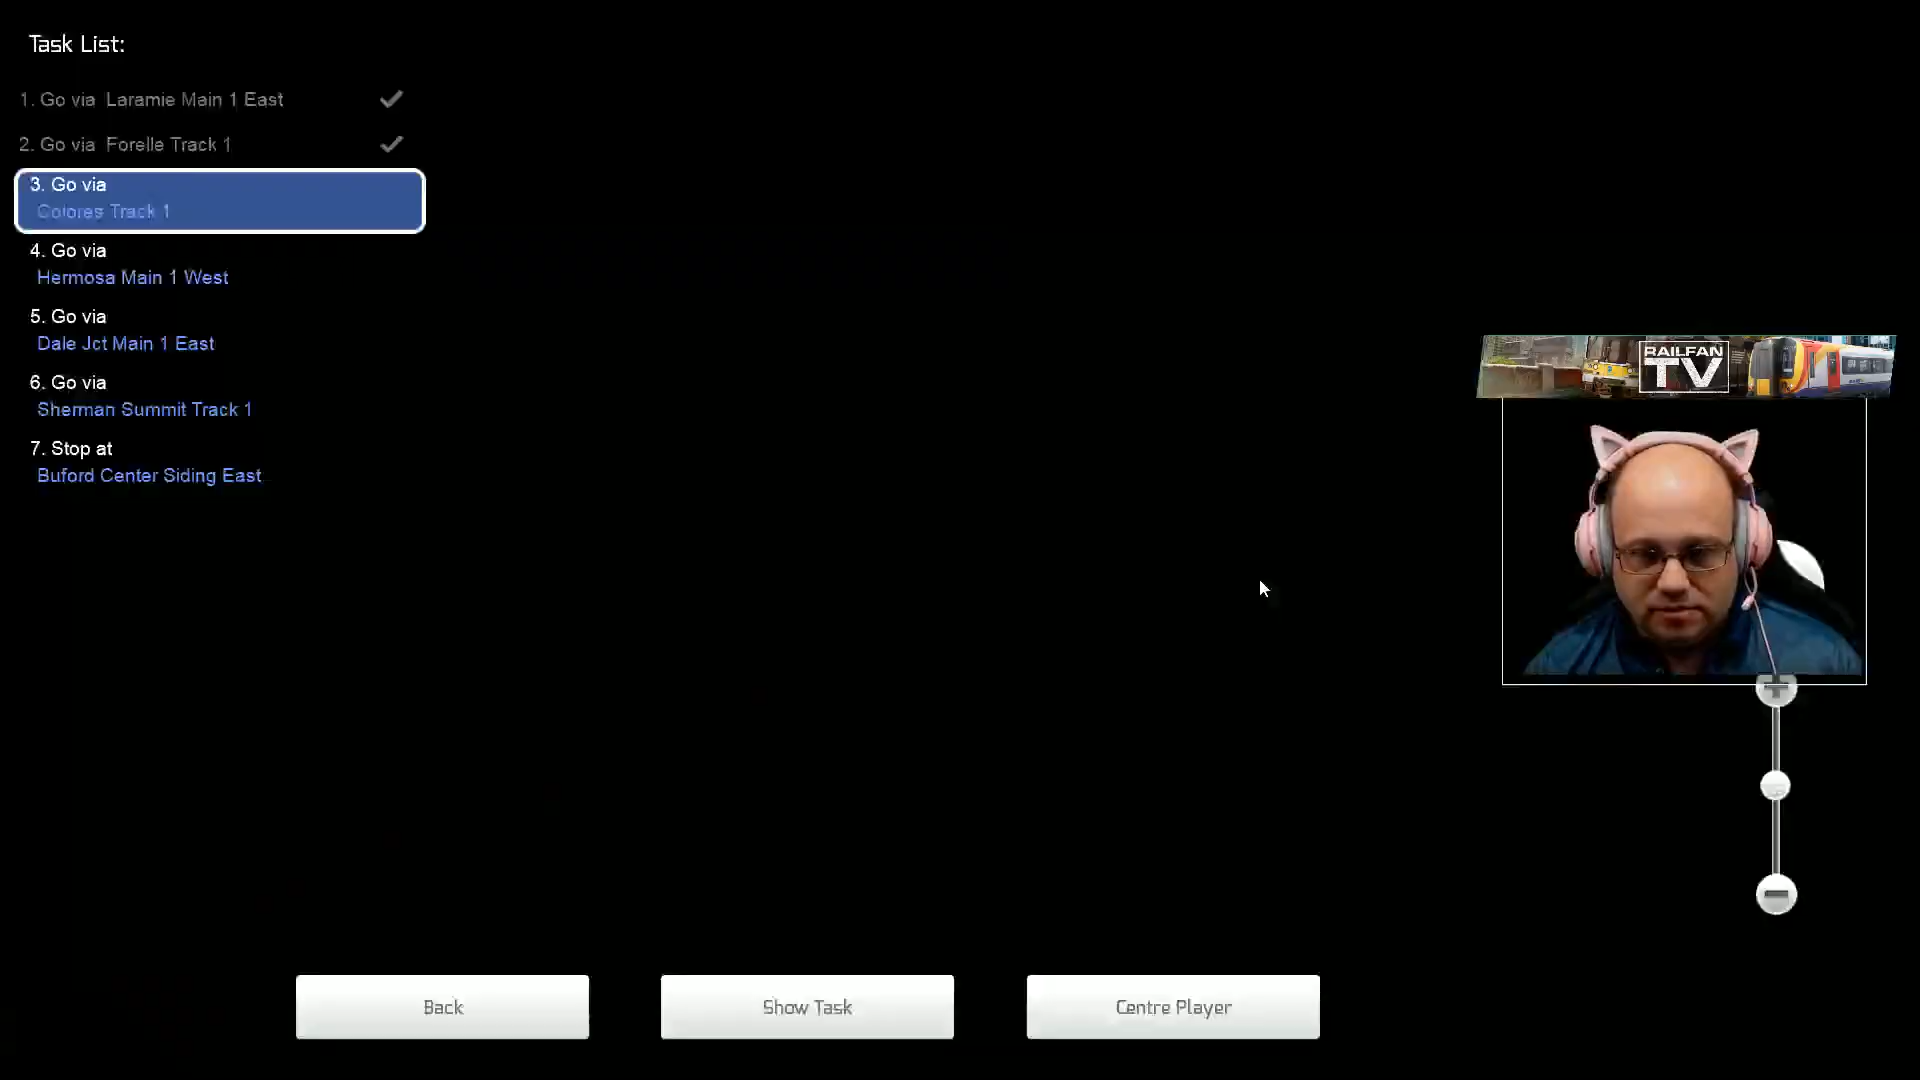 Task List:
1. Go via Laramie Main 1 East
2. Go via Forelle Track 1
3. Go via
Colores Track 1
4. Go via
Hermosa Main 1 West
5. Go via
Dale Jct Main 1 East
6. Go via
Sherman Summit Track 1
7. Stop at
Buford Center Siding East
RAILFAN
TV
Back
Show Task
Centre Player